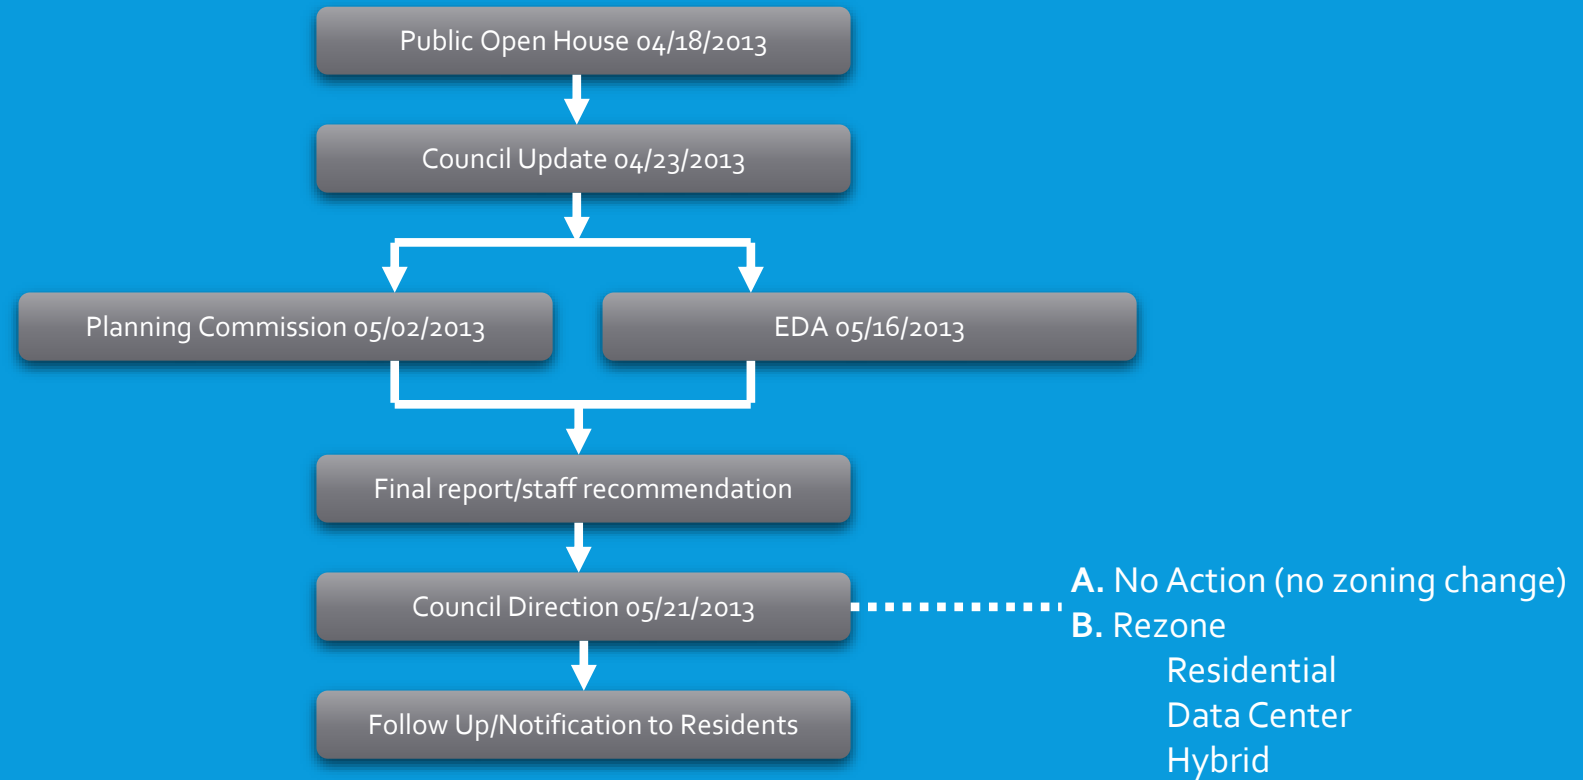 Public Open House 04/18/2013
Council Update 04/23/2013
Planning Commission 05/02/2013
EDA 05/16/2013
Final report/staff recommendation
Council Direction 05/21/2013
A. No Action (no zoning change)
B. Rezone
Residential
Data Center
Hybrid
Follow Up/Notification to Residents